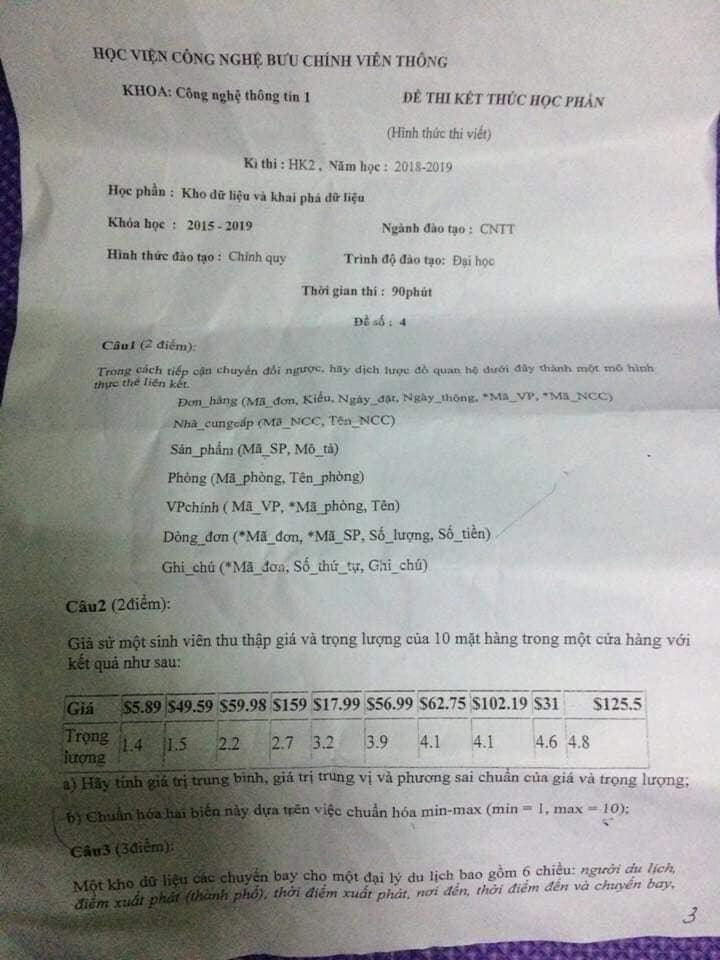 HỌC VIỆN CÔNG NGHỆ BƯU CHÍNH VIỄN THÔNG
KHOA: Công nghệ thông tin 1 ĐỀ THI KẾT THÚC HỌC PHẦN
(Hình thức thi viết)
Kì thi : HK2 , Năm học : 2018-2019
Học phần : Kho dữ liệu và khai phá dữ liệu
Khóa học : 2015 - 2019 Ngành đào tạo : CNTT
Hình thức đào tạo : Chính quy Trình độ đào tạo: Đại học
Thời gian thi : 90phút
Đề số : 4
Câu1 (2 điểm):
Trong cách tiếp cận chuyển đổi ngược, hãy dịch lược đồ quan hệ dưới đây thành một mô hình
thực thể liên kết.
Đơn_hàng (Mã_đơn, Kiểu, Ngày_đặt, Ngày_thông, *Mã_VP, *Mã_NCC)
Nhà_cungcấp (Mã_NCC, Tên_NCC)
Sản_phẩm (Mã_SP, Mô_tả)
Phòng (Mã_phòng, Tên_phòng)
VPchính ( Mã_VP, *Mã_phòng, Tên)
Dòng_đơn (*Mã_đơn, *Mã_SP, Số_lượng, Số_tiền)
Ghi_chú (*Mã_đơn, Số_thứ_tự, Ghi_chú)
Câu2 (2điểm):
Giả sử một sinh viên thu thập giá và trọng lượng của 10 mặt hàng trong một cửa hàng với
kết quả như sau:
Giá $5.89 $49.59 $59.98 $159 $17.99 $56.99 $62.75 $102.19 $31 $125.5
Trọng
lượng 1.4 1.5 2.2 2.7 3.2 3.9 4.1 4.1 4.6 4.8
a) Hãy tính giá trị trung bình, giá trị trung vị và phương sai chuẩn của giá và trọng lượng;
b) Chuẩn hóa hai biến này dựa trên việc chuẩn hóa min-max (min = 1, max = 10);
Câu3 (3điểm):
Một kho dữ liệu các chuyến bay cho một đại lý du lịch bao gồm 6 chiều: người du lịch,
điểm xuất phát (thành phố), thời điểm xuất phát, nơi đến, thời điểm đến và chuyến bay,
3